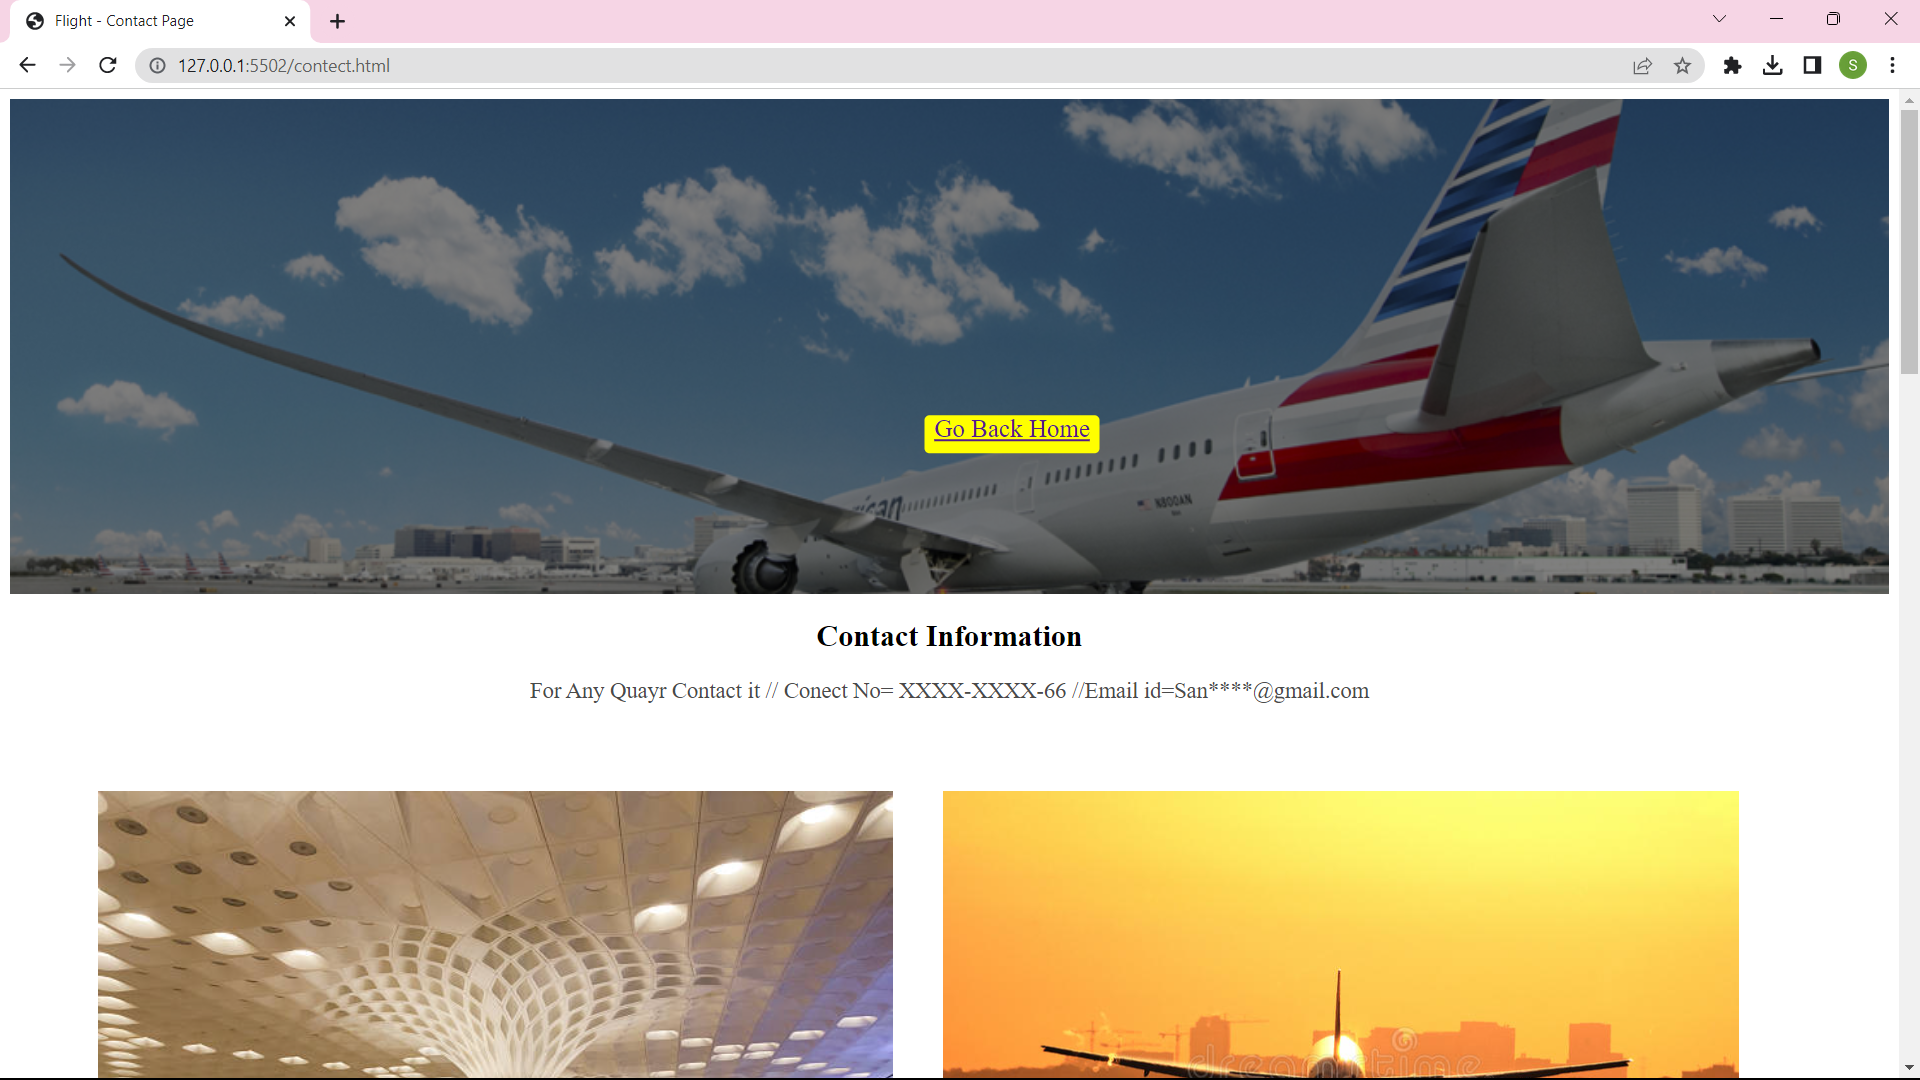 Flight - Contact Page
127.0.0.1:5502/contect.html
S
Go Back Home
ican
N800AN
Contact Information
For Any Quayr Contact it // Conect No= XXXX-XXXX-66 //Email id=San****@gmail.com
dreamstime